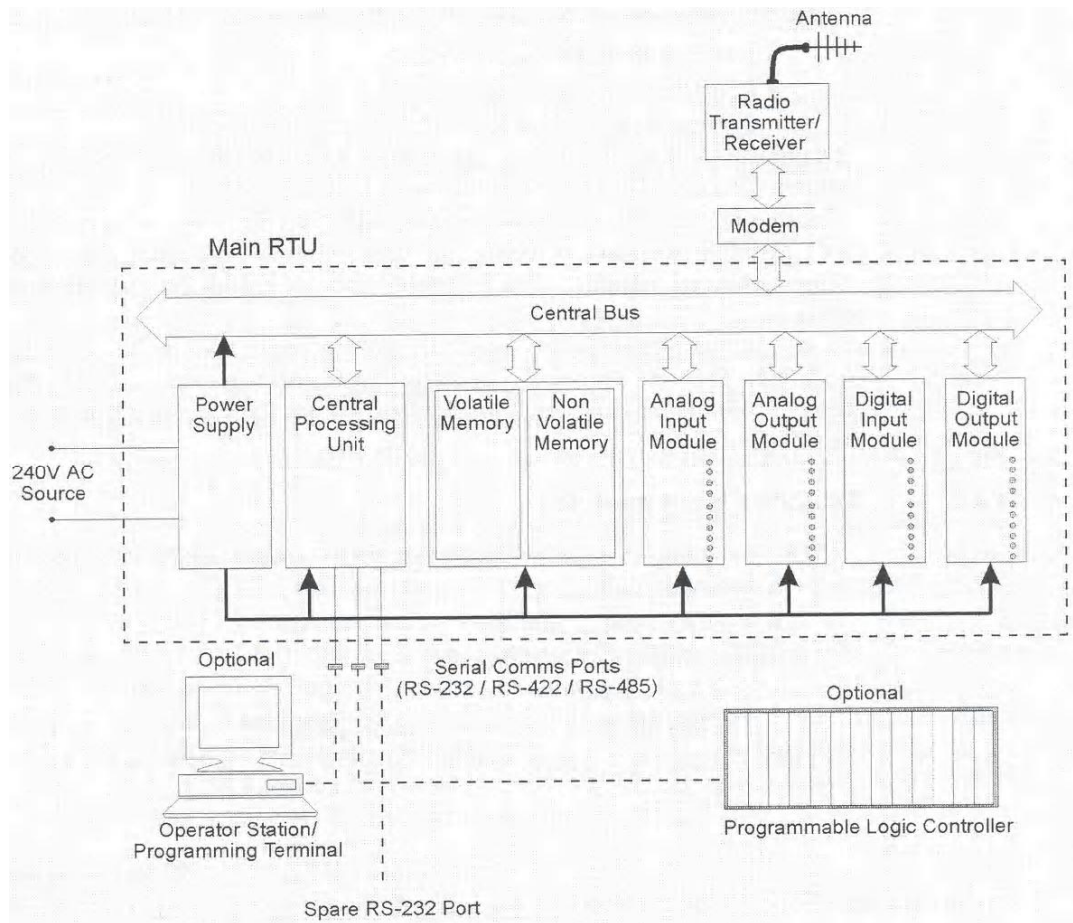 Antenna
Radio
Transmitter/
Receiver
Modem
Main RTU
Central Bus
Power
Supply
Central
Processing
Unit
Volatile
Memory
Non
Volatile
Memory
Analog
Input
Module
Analog
Output
Module
Digital
Input
Module
Digital
Output
Module
240V AC
Source
Optional
Serial Comms Ports
(RS-232 / RS-422 / RS-485)
Optional
Operator Station/
Programming Terminal
Programmable Logic Controller
Spare RS-232 Port